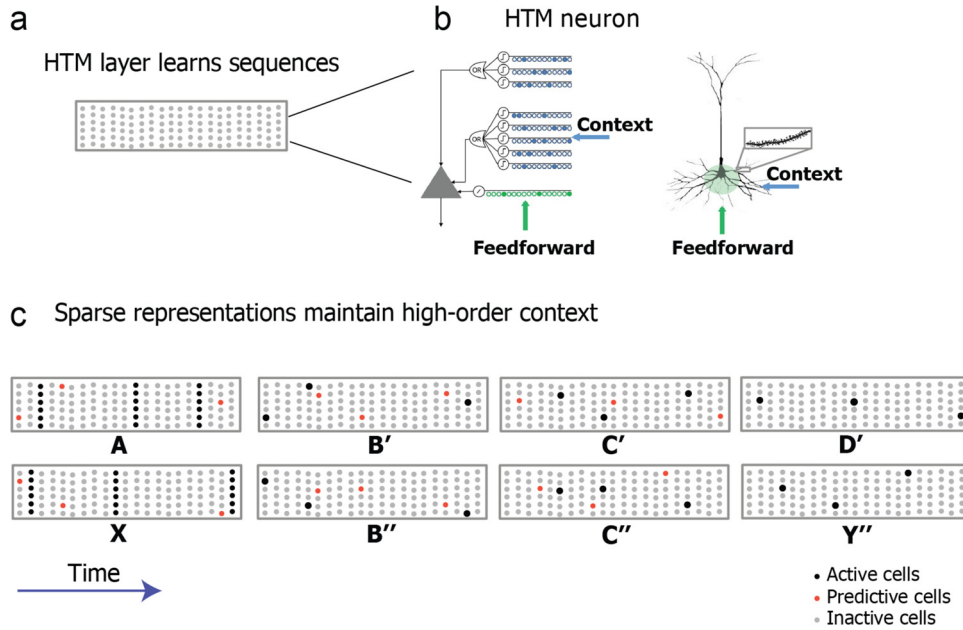 a
HTM layer learns sequences
b
HTM neuron
OR
OR
Context
Feedforward
Context
Feedforward
c Sparse representations maintain high-order context
A
B′
C′
D′
X
B″
C″
Y″
Time
Active cells
Predictive cells
Inactive cells